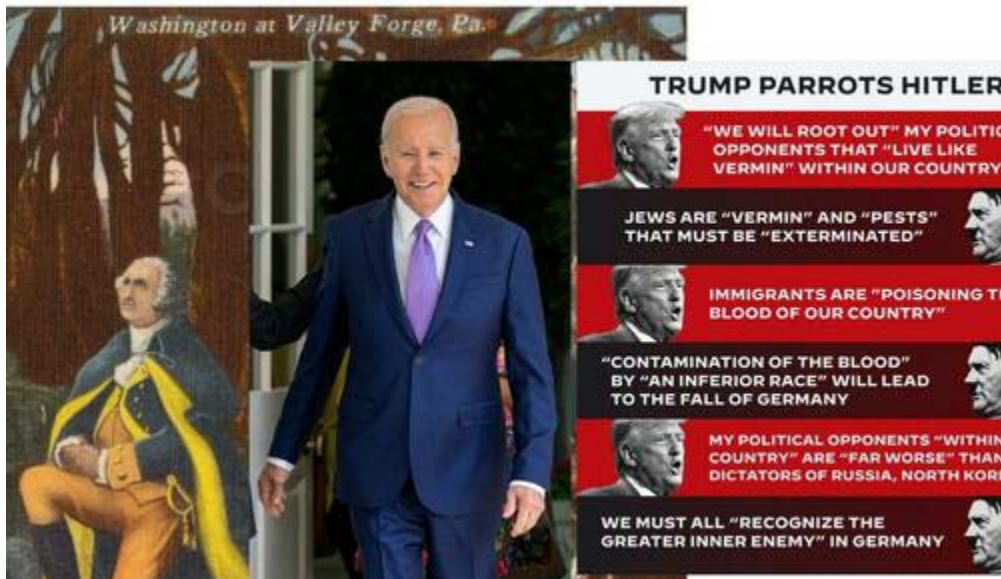 Washington at Valley Forge, Pa.
TRUMP PARROTS HITLER
"WE WILL ROOT OUT" MY
OPPONENTS THAT "LIVE LIKE
VERMIN" WITHIN OUR COUNTRY
JEWS ARE "VERMIN" AND "PESTS"
THAT MUST BE "EXTERMINATED"
IMMIGRANTS ARE "POISONING
BLOOD OF OUR COUNTRY"
"CONTAMINATION OF THE BLOOD"
BY "AN INFERIOR RACE" WILL LEAD
TO THE FALL OF GERMANY
MY POLITICAL OPPONENTS
COUNTRY" ARE "FAR WORSE" THAN
DICTATORS OF RUSSIA, NORTH
WE MUST ALL "RECOGNIZE THE
GREATER INNER ENEMY" IN GERMANY